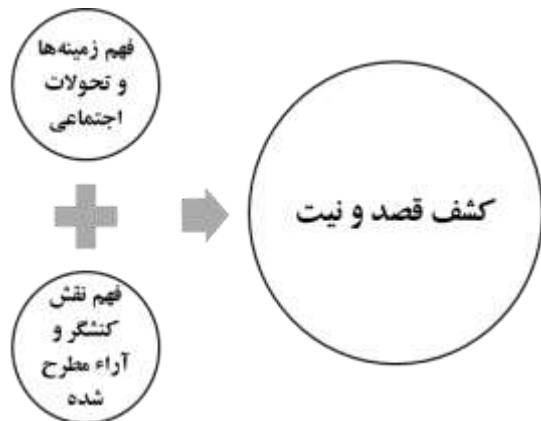 فهم زمینه‌ها
و تحولات
اجتماعی
کشف قصد و نیت
فهم نقش
کنشگر و
آراء مطرح
شده